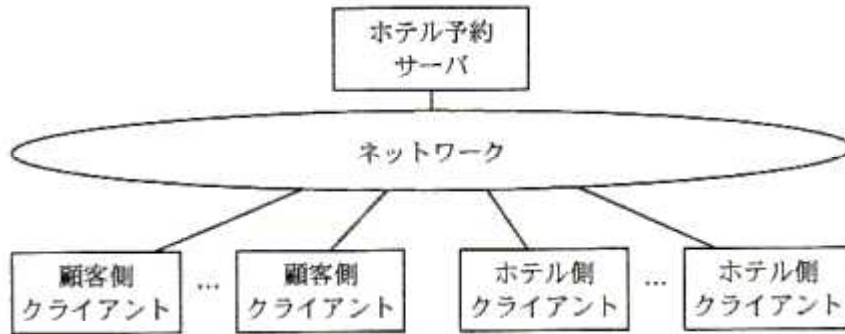 ホテル予約
サーバ
ネットワーク
顧客側
クライアント
…
顧客側
クライアント
ホテル側
クライアント
…
ホテル側
クライアント